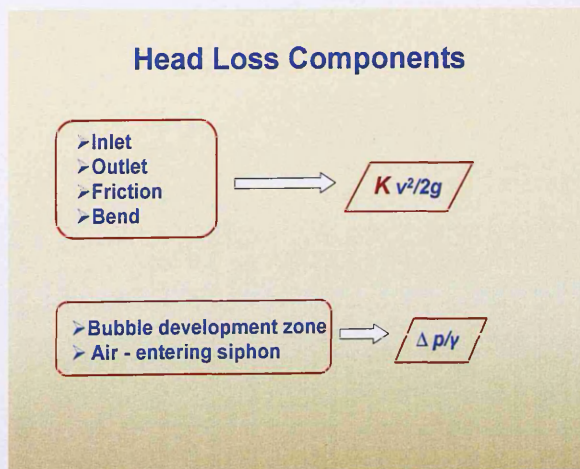 Head Loss Components
➢Inlet
➢Outlet
➢Friction
➢Bend
K v²/2g
➢Bubble development zone
➢ Air - entering siphon
Δ p/γ